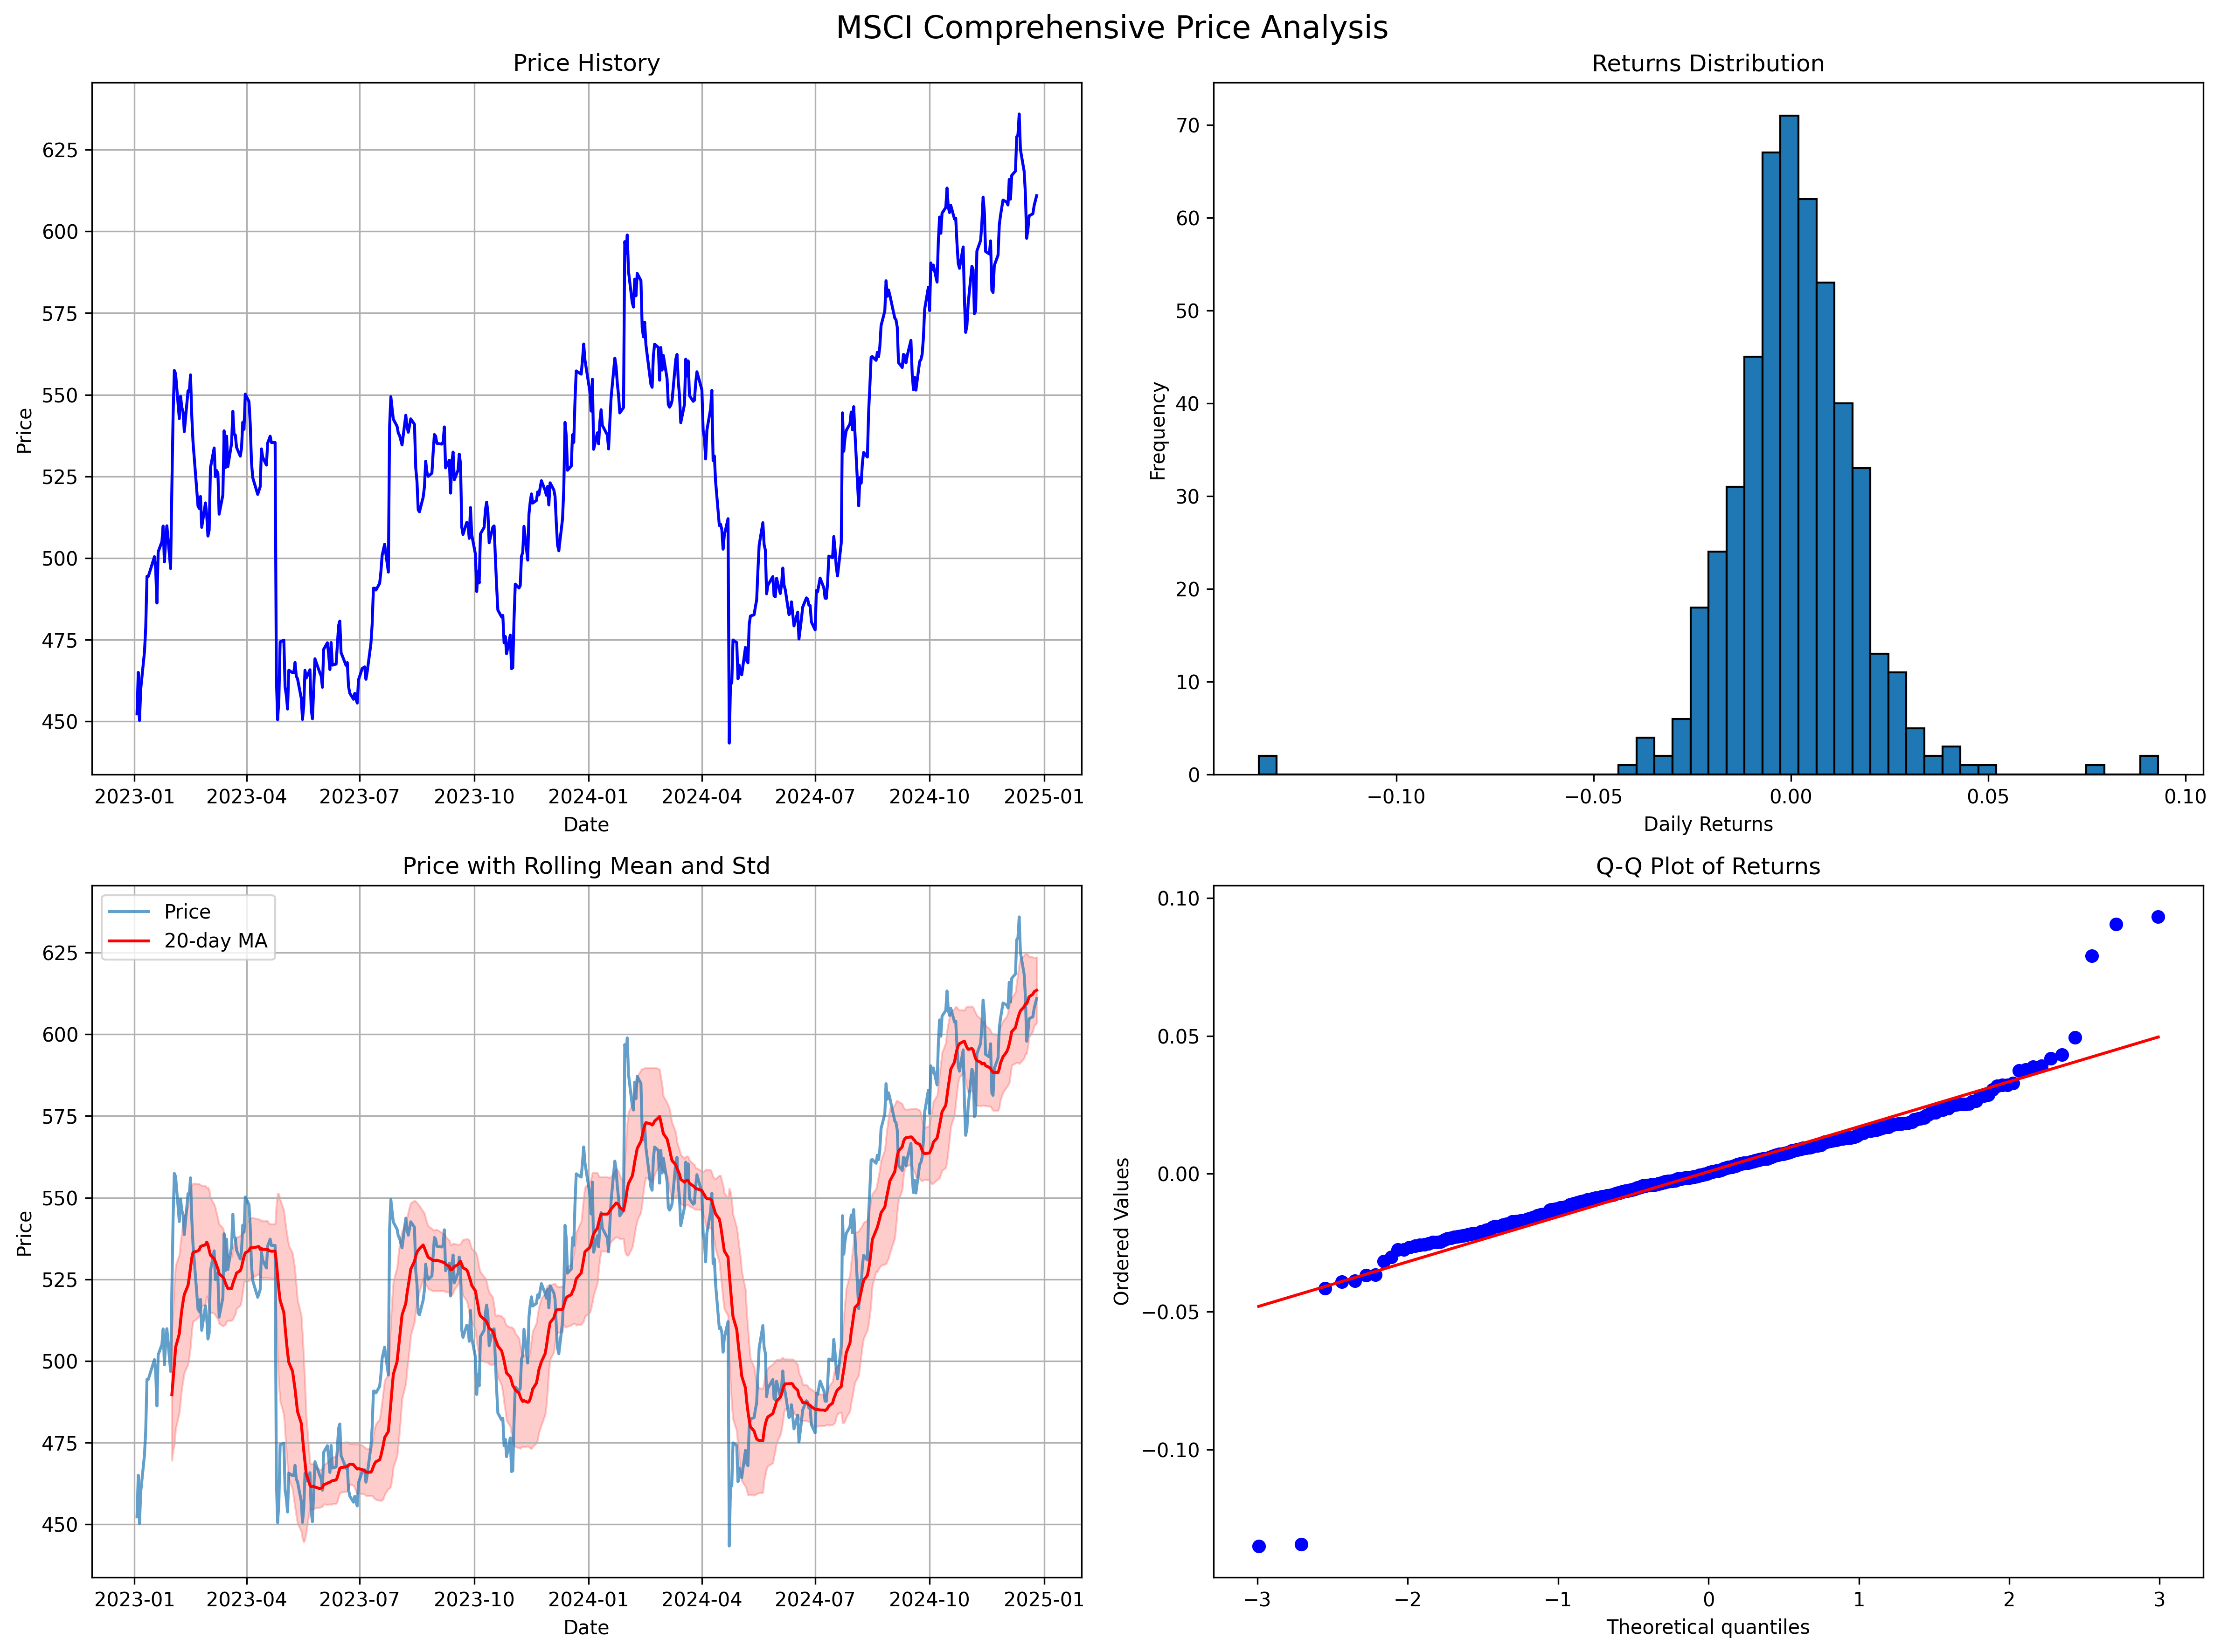 MSCI Comprehensive Price Analysis
Price History
Price
625
600
575
550
525
500
475
450
2023-01 2023-04 2023-07 2023-10 2024-01 2024-04 2024-07 2024-10 2025-01
Date
Returns Distribution
Frequency
70
60
50
40
30
20
10
0
−0.10 −0.05 0.00 0.05 0.10
Daily Returns
Price with Rolling Mean and Std
Price
20-day MA
Price
625
600
575
550
525
500
475
450
2023-01 2023-04 2023-07 2023-10 2024-01 2024-04 2024-07 2024-10 2025-01
Date
Q-Q Plot of Returns
Ordered Values
0.10
0.05
0.00
−0.05
−0.10
−3 −2 −1 0 1 2 3
Theoretical quantiles